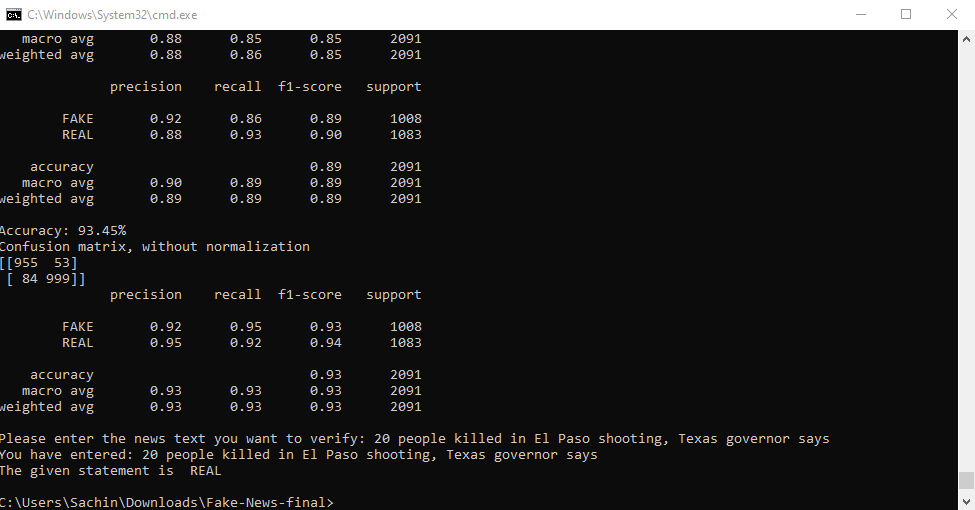 C:\Windows\System32\cmd.exe
macro avg 0.88 0.85 0.85 2091
weighted avg 0.88 0.86 0.85 2091
precision recall f1-score support
FAKE 0.92 0.86 0.89 1008
REAL 0.88 0.93 0.90 1083
accuracy 0.89 2091
macro avg 0.90 0.89 0.89 2091
weighted avg 0.89 0.89 0.89 2091
Accuracy: 93.45%
Confusion matrix, without normalization
[[955 53]
[ 84 999]]
precision recall f1-score support
FAKE 0.92 0.95 0.93 1008
REAL 0.95 0.92 0.94 1083
accuracy 0.93 2091
macro avg 0.93 0.93 0.93 2091
weighted avg 0.93 0.93 0.93 2091
Please enter the news text you want to verify: 20 people killed in El Paso shooting, Texas governor says
You have entered: 20 people killed in El Paso shooting, Texas governor says
The given statement is REAL
C:\Users\Sachin\Downloads\Fake-News-final>